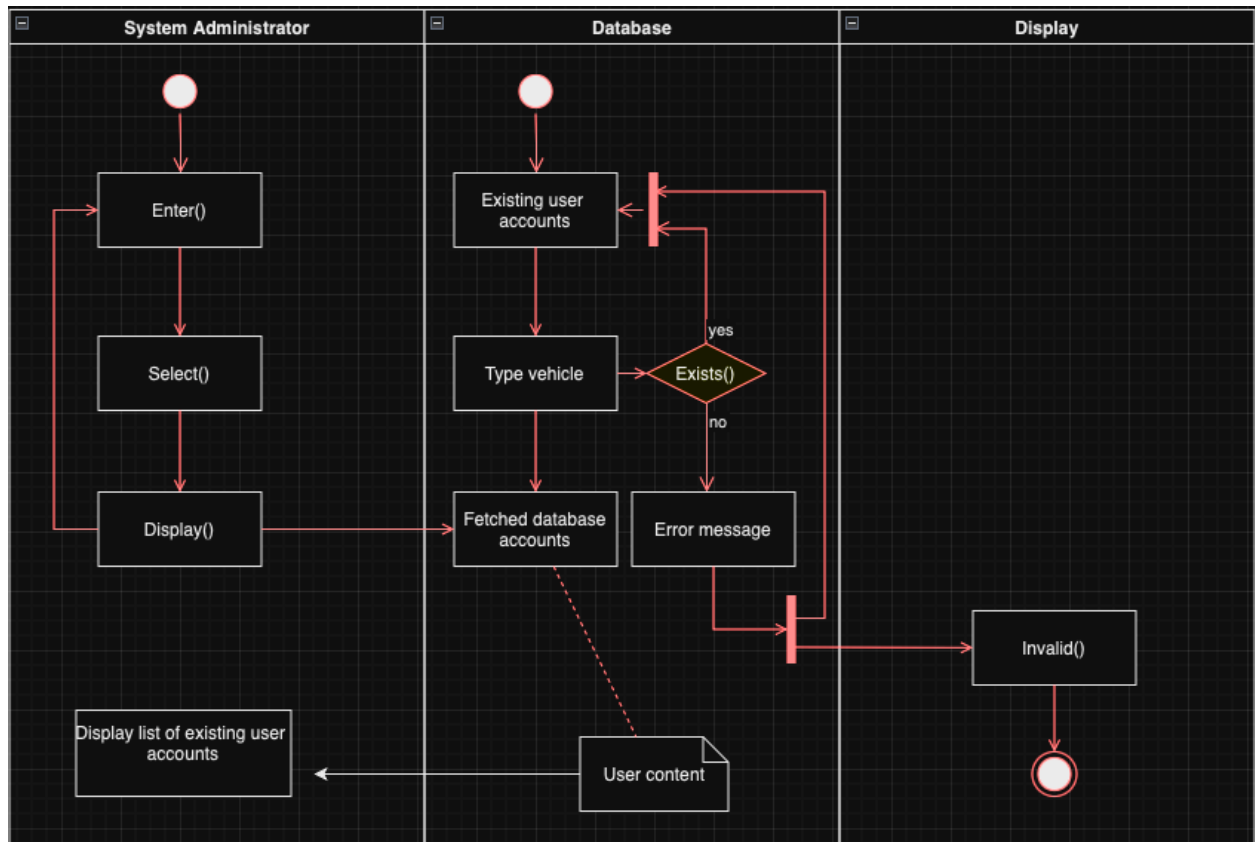 System Administrator
Database
Display
Enter()
Existing user
accounts
yes
Select()
Type vehicle
Exists()
no
Display()
Fetched database
accounts
Error message
Invalid()
Display list of existing user
accounts
User content